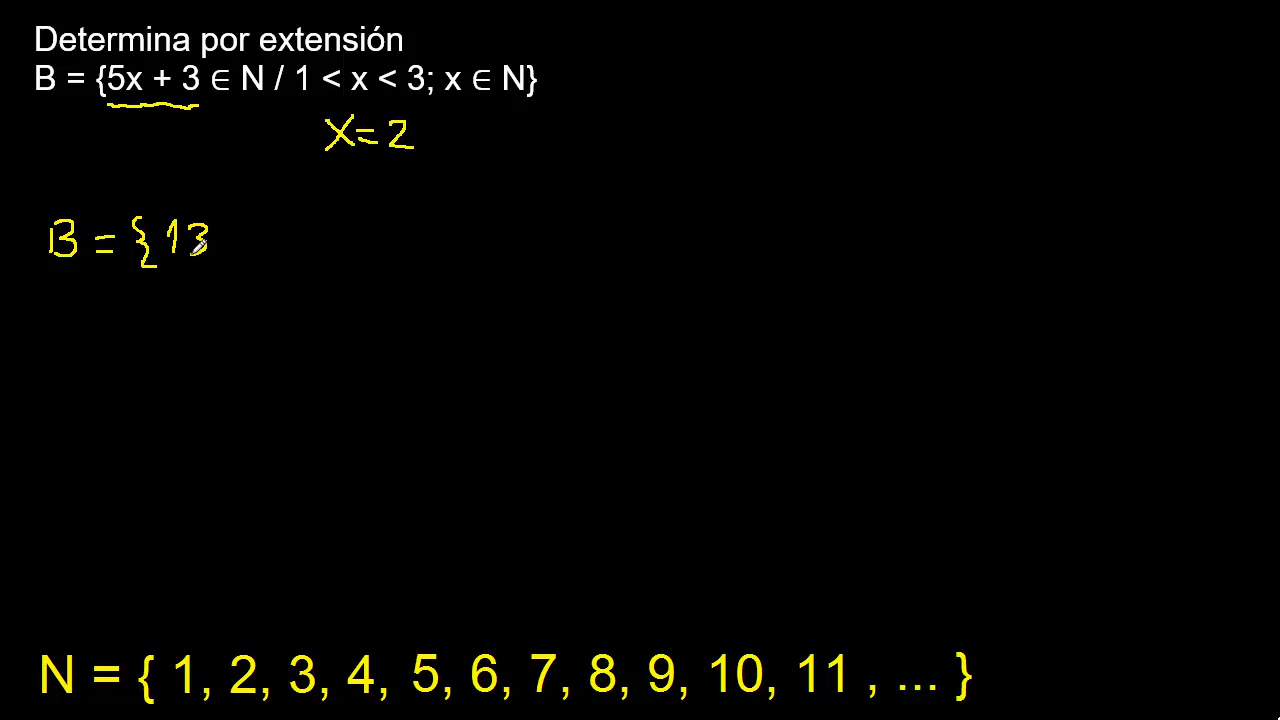 Determina por extensión
B = {5x + 3 ∈ N / 1 < x < 3; x ∈ N}
X = 2
B = {13
N = { 1, 2, 3, 4, 5, 6, 7, 8, 9, 10, 11 , ... }